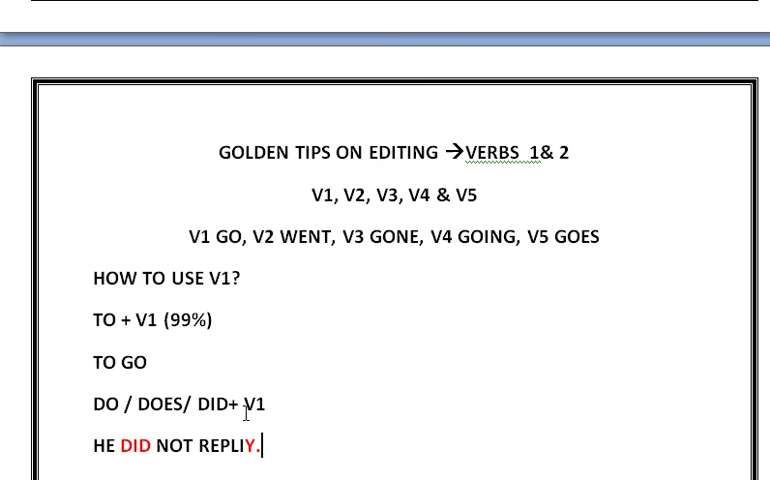 GOLDEN TIPS ON EDITING →VERBS 1& 2
V1, V2, V3, V4 & V5
V1 GO, V2 WENT, V3 GONE, V4 GOING, V5 GOES
HOW TO USE V1?
TO + V1 (99%)
TO GO
DO / DOES/ DID+ V1
HE DID NOT REPLIY.